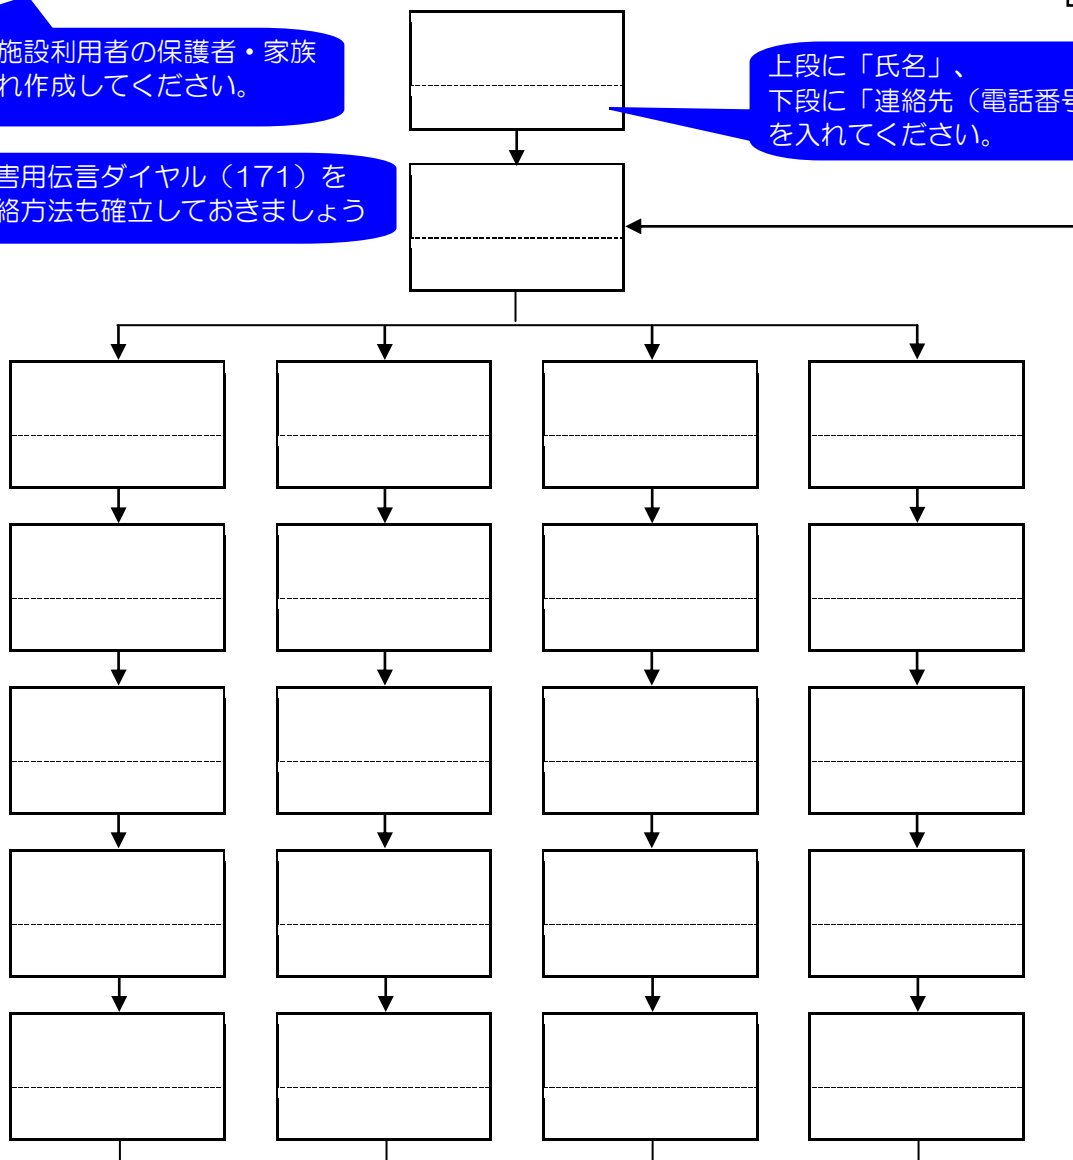 施設利用者の保護者・家族
れ作成してください。
上段に「氏名」、
下段に「連絡先（電話番号
を入れてください。
害用伝言ダイヤル（171）を
絡方法も確立しておきましょう